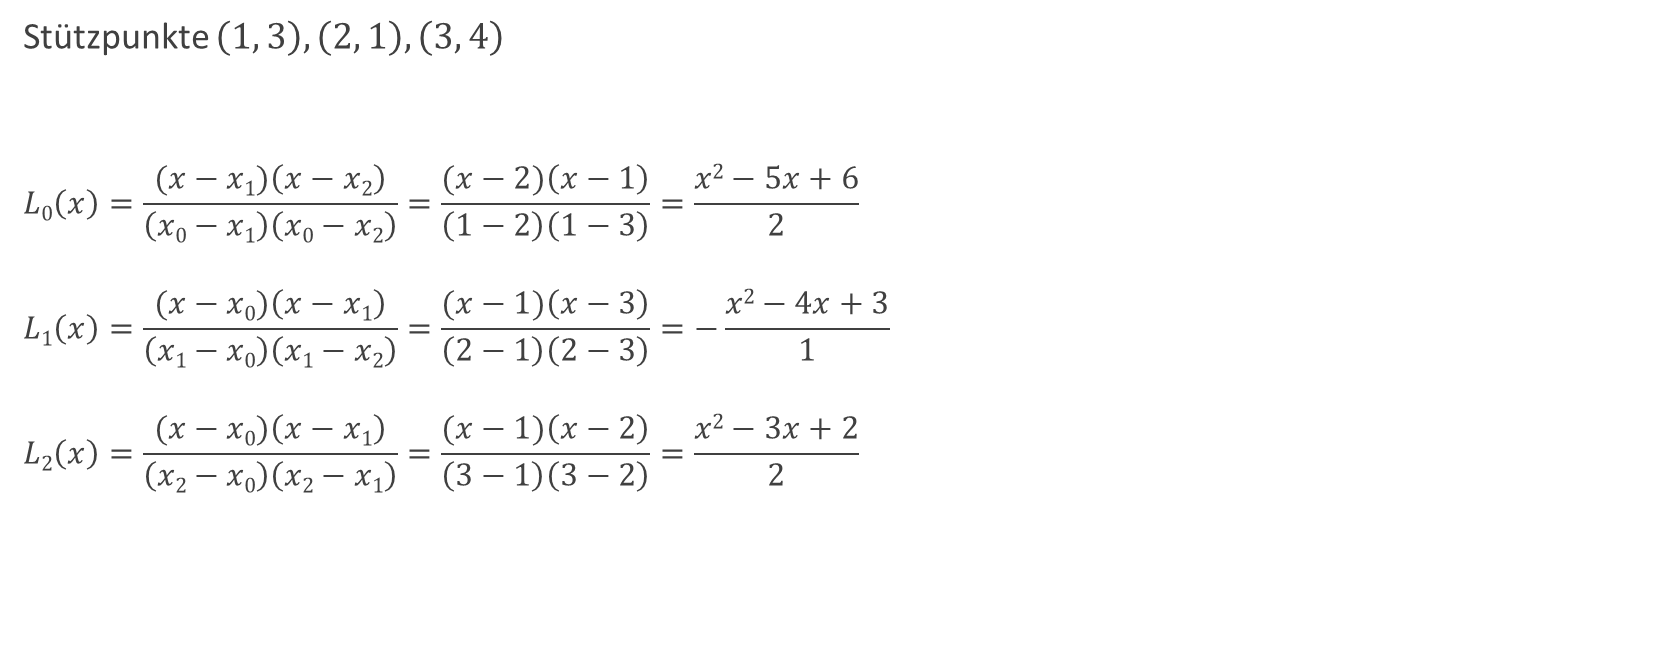 Stützpunkte (1, 3), (2, 1), (3, 4)
L₀(x) = (x − x₁)(x − x₂) / (x₀ − x₁)(x₀ − x₂) = (x − 2)(x − 1) / (1 − 2)(1 − 3) = x² − 5x + 6 / 2
L₁(x) = (x − x₀)(x − x₁) / (x₁ − x₀)(x₁ − x₂) = (x − 1)(x − 3) / (2 − 1)(2 − 3) = − x² − 4x + 3 / 1
L₂(x) = (x − x₀)(x − x₁) / (x₂ − x₀)(x₂ − x₁) = (x − 1)(x − 2) / (3 − 1)(3 − 2) = x² − 3x + 2 / 2